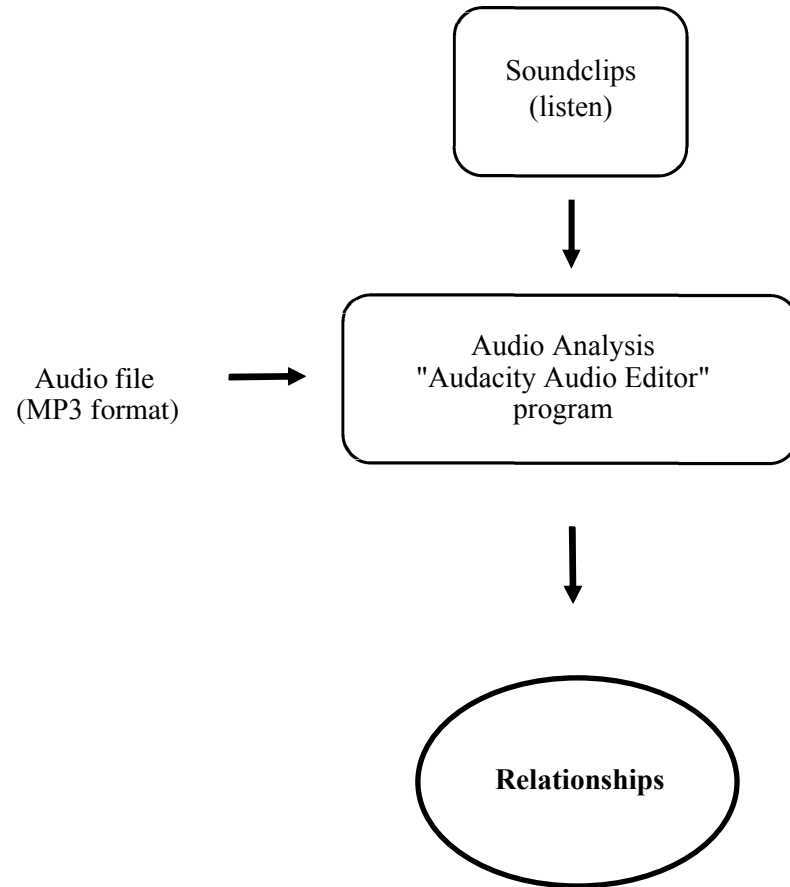 Soundclips
(listen)
Audio file
(MP3 format)
Audio Analysis
"Audacity Audio Editor"
program
Relationships